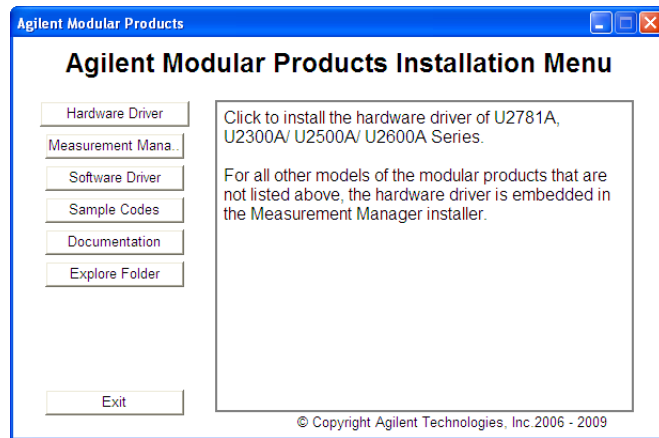 Agilent Modular Products
Agilent Modular Products Installation Menu
Hardware Driver
Measurement Mana..
Software Driver
Sample Codes
Documentation
Explore Folder
Exit
Click to install the hardware driver of U2781A,
U2300A/ U2500A/ U2600A Series.
For all other models of the modular products that are
not listed above, the hardware driver is embedded in
the Measurement Manager installer.
© Copyright Agilent Technologies, Inc.2006 - 2009